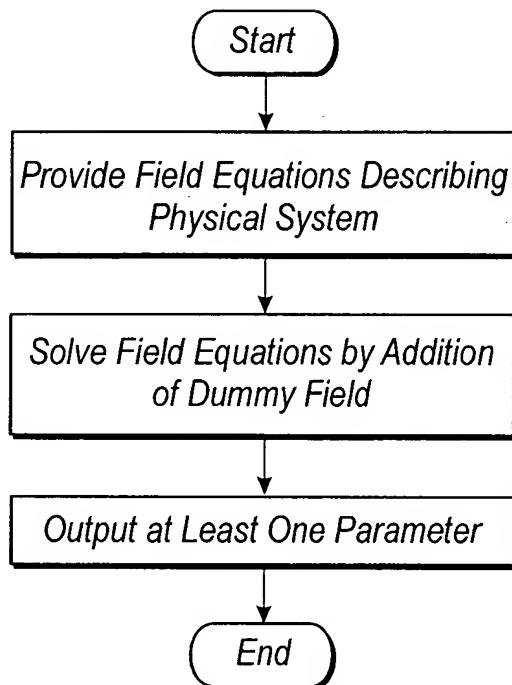 Start
Provide Field Equations Describing
Physical System
Solve Field Equations by Addition
of Dummy Field
Output at Least One Parameter
End